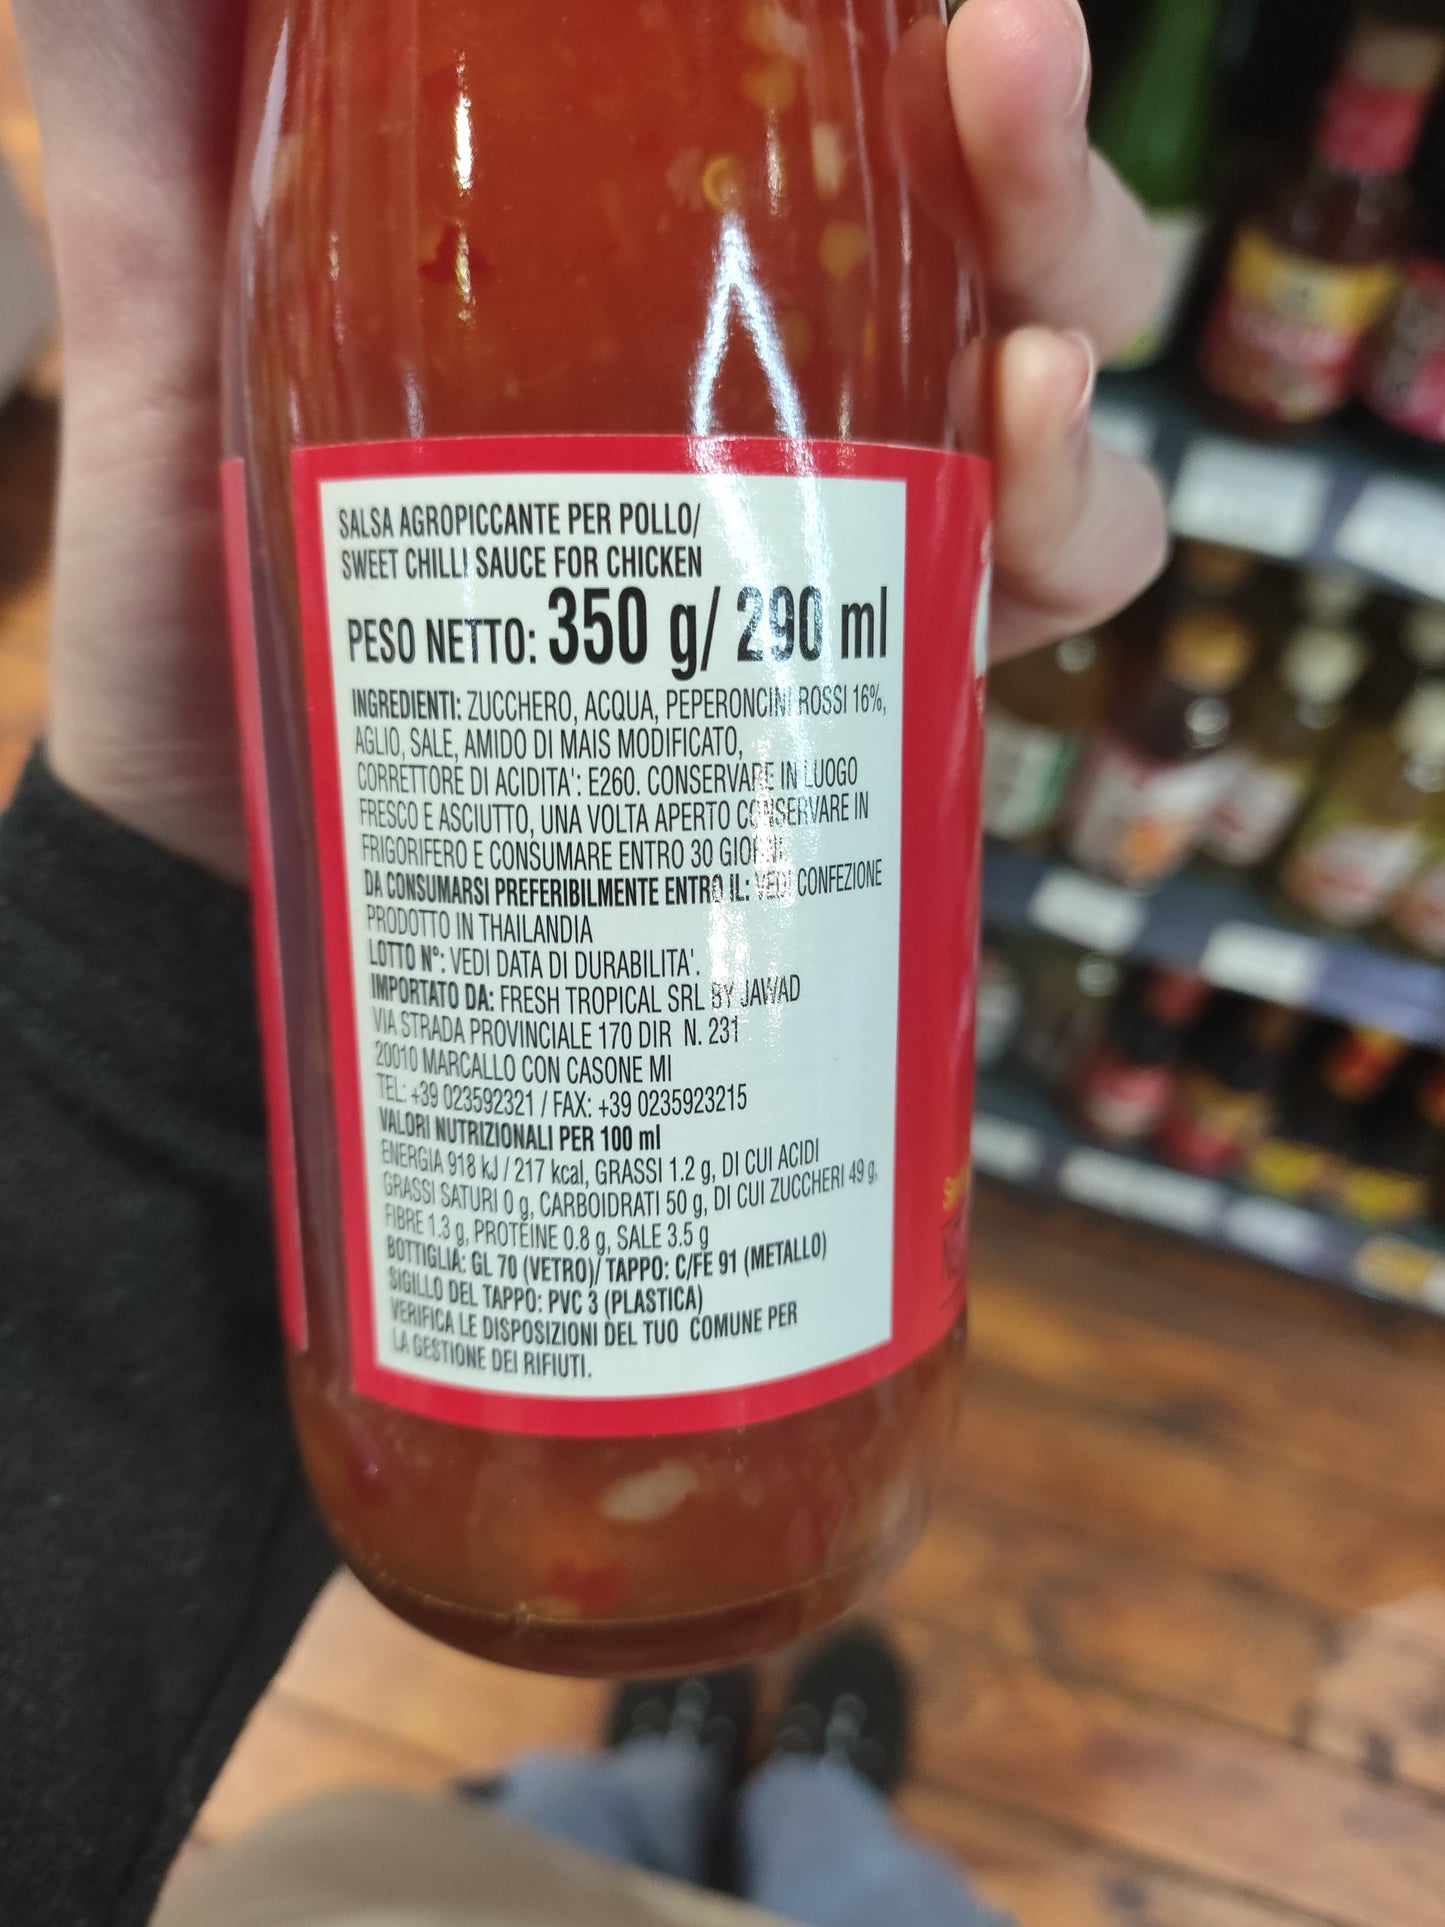 SALSA AGROPICCANTE PER POLLO/
SWEET CHILLI SAUCE FOR CHICKEN
PESO NETTO: 350 g/ 290 ml
INGREDIENTI: ZUCCHERO, ACQUA, PEPERONCINI ROSSI 16%,
AGLIO, SALE, AMIDO DI MAIS MODIFICATO,
CORRETTORE DI ACIDITA': E260. CONSERVARE IN LUOGO
FRESCO E ASCIUTTO, UNA VOLTA APERTO CONSERVARE IN
FRIGORIFERO E CONSUMARE ENTRO 30 GIORNI
DA CONSUMARSI PREFERIBILMENTE ENTRO IL: VEDI CONFEZIONE
PRODOTTO IN THAILANDIA
LOTTO N°: VEDI DATA DI DURABILITA'.
IMPORTATO DA: FRESH TROPICAL SRL BY JAWAD
VIA STRADA PROVINCIALE 170 DIR N. 231
20010 MARCALLO CON CASONE MI
TEL: +39 023592321 / FAX: +39 0235923215
VALORI NUTRIZIONALI PER 100 ml
ENERGIA 918 kJ / 217 kcal, GRASSI 1.2 g, DI CUI ACIDI
GRASSI SATURI 0 g, CARBOIDRATI 50 g, DI CUI ZUCCHERI 49 g,
FIBRE 1.3 g, PROTEINE 0.8 g, SALE 3.5 g
BOTTIGLIA: GL 70 (VETRO)/ TAPPO: C/FE 91 (METALLO)
SIGILLO DEL TAPPO: PVC 3 (PLASTICA)
VERIFICA LE DISPOSIZIONI DEL TUO COMUNE PER
LA GESTIONE DEI RIFIUTI.